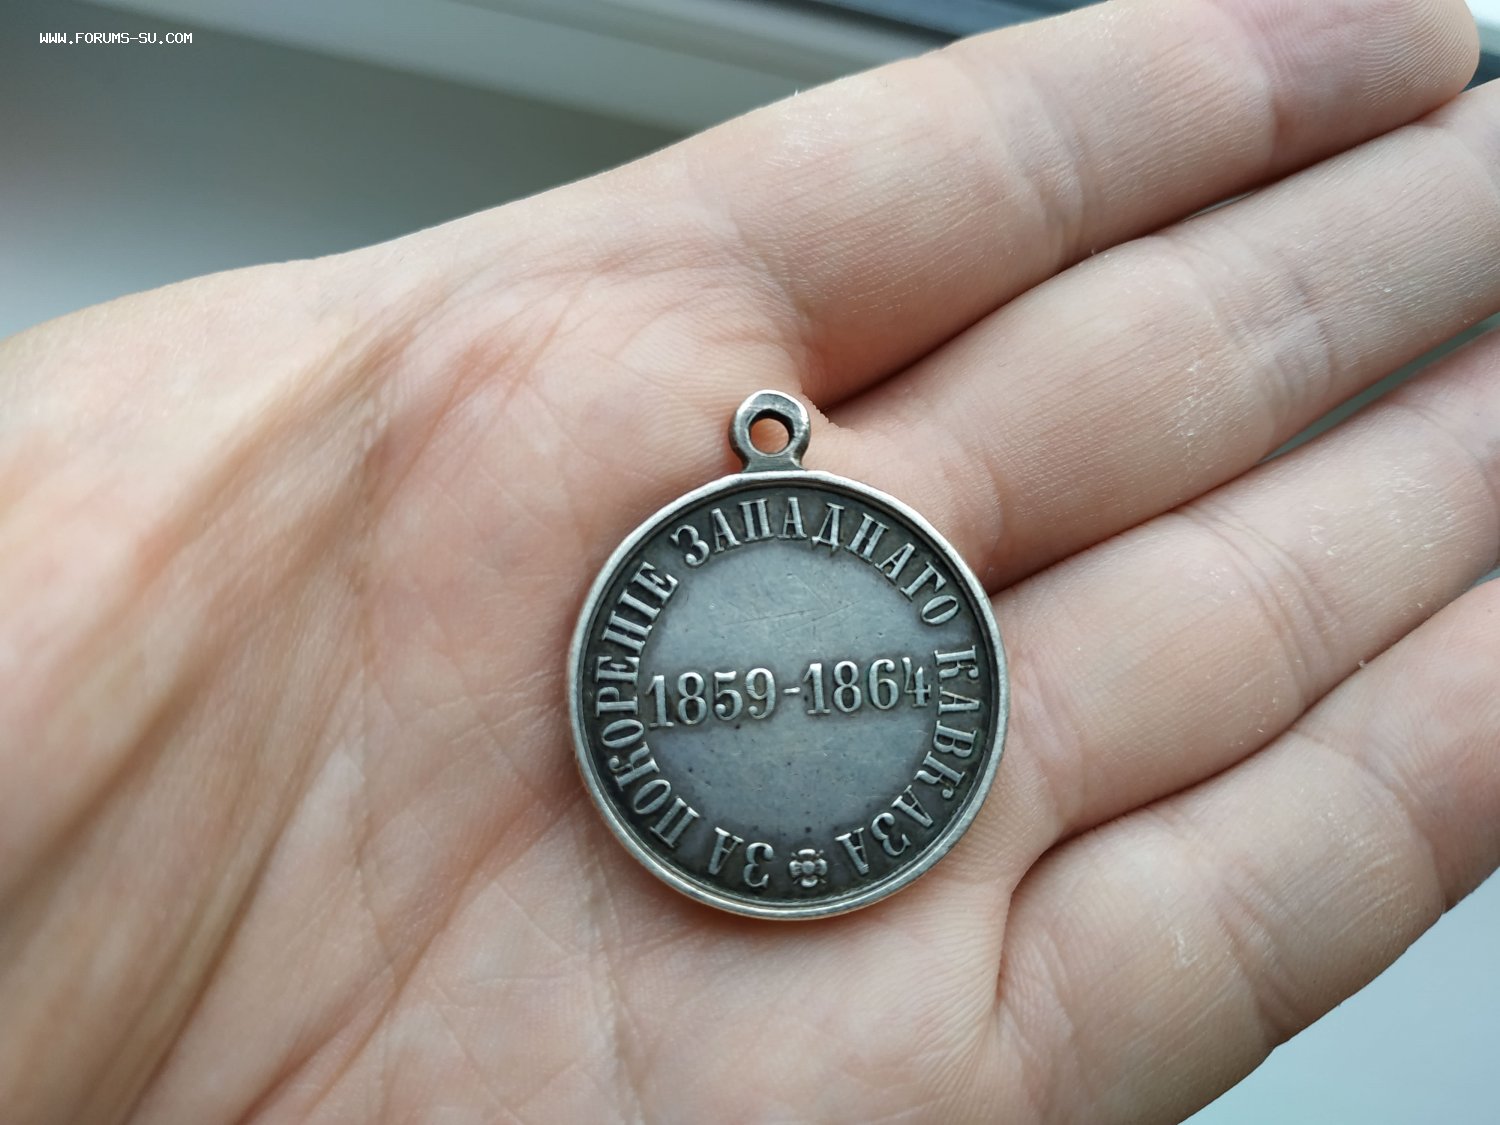 WWW.FORUMS-SU.COM
ЗА ПОКОРЕНІЕ ЗАПАДНАГО КАВКАЗА
1859-1864